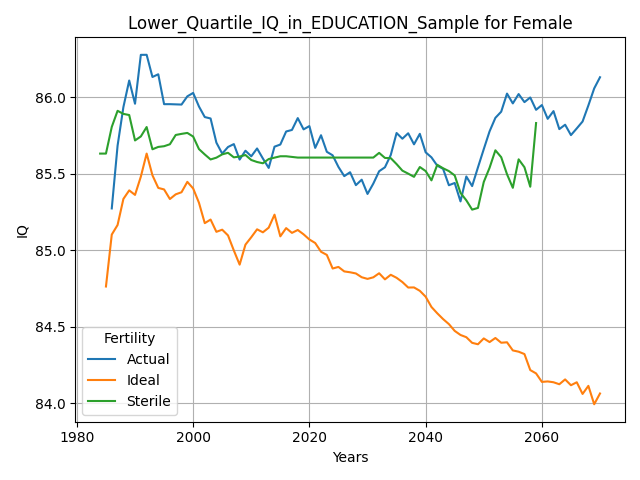 Lower_Quartile_IQ_in_EDUCATION_Sample for Female
86.0
85.5
85.0
84.5
84.0
IQ
Fertility
Actual
Ideal
Sterile
1980
2000
2020
2040
2060
Years